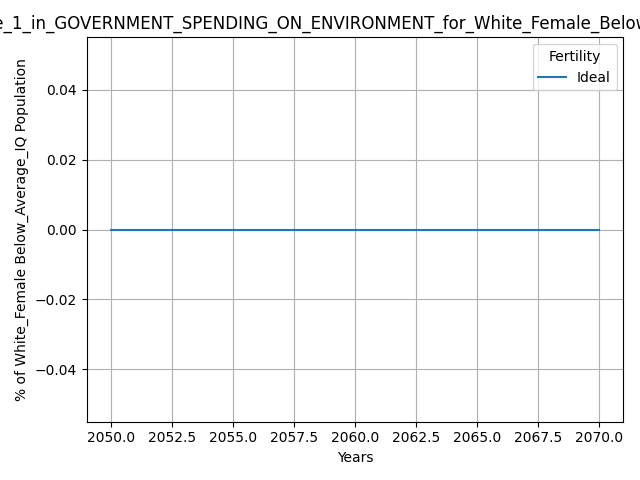 e_1_in_GOVERNMENT_SPENDING_ON_ENVIRONMENT_for_White_Female_Below
Fertility
Ideal
% of White_Female Below_Average_IQ Population
0.04
0.02
0.00
−0.02
−0.04
2050.0 2052.5 2055.0 2057.5 2060.0 2062.5 2065.0 2067.5 2070.0
Years